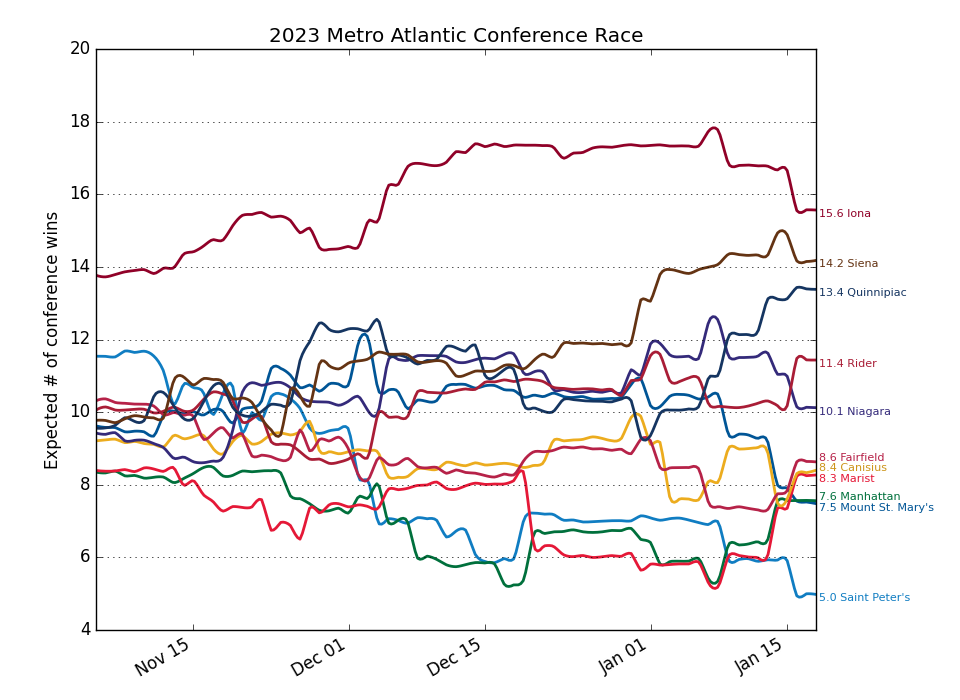 2023 Metro Atlantic Conference Race
Expected # of conference wins
20
18
16
14
12
10
8
6
4
15.6 Iona
14.2 Siena
13.4 Quinnipiac
11.4 Rider
10.1 Niagara
8.6 Fairfield
8.4 Canisius
8.3 Marist
7.6 Manhattan
7.5 Mount St. Mary's
5.0 Saint Peter's
Nov 15
Dec 01
Dec 15
Jan 01
Jan 15